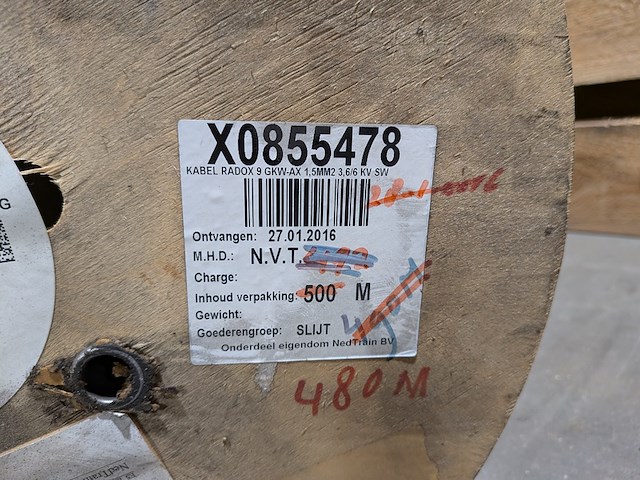 X0855478
KABEL RADOX 9 GKW-AX 1,5MM2 3,6/6 KV SW
Ontvangen: 27.01.2016
M.H.D.: N.V.T.
Charge:
Inhoud verpakking: 500 M
Gewicht:
Goederengroep: SLIJT
Onderdeel eigendom NedTrain BV
480M
G
NedTrain